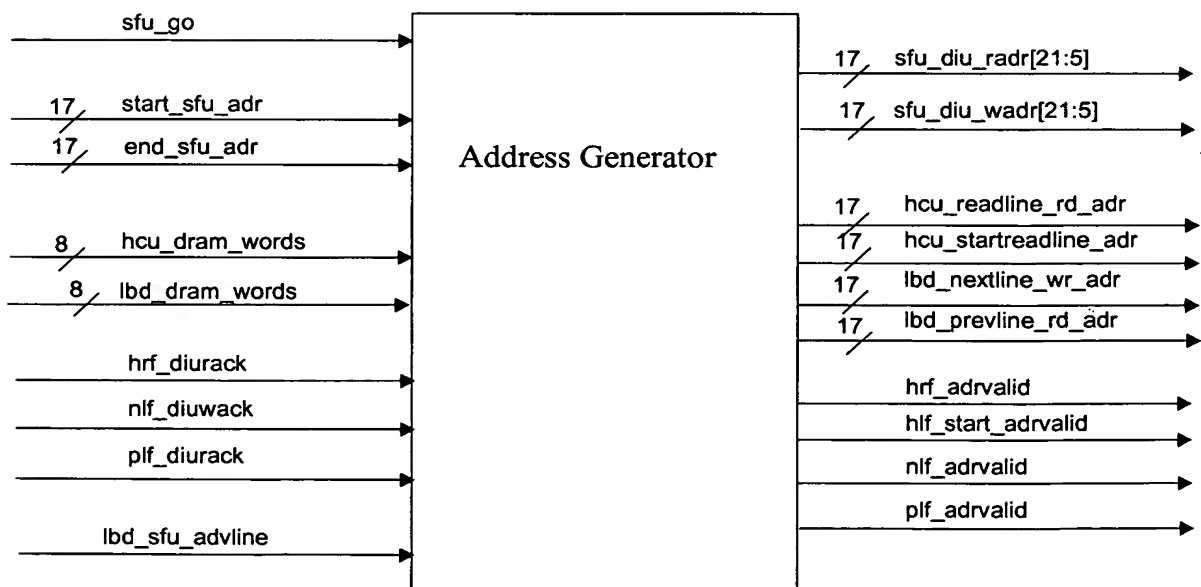 sfu_go
17 start_sfu_adr
17 end_sfu_adr
8 hcu_dram_words
8 lbd_dram_words
hrf_diurack
nlf_diuwack
plf_diurack
lbd_sfu_advline
Address Generator
17 sfu_diu_radr[21:5]
17 sfu_diu_wadr[21:5]
17 hcu_readline_rd_adr
17 hcu_startreadline_adr
17 lbd_nextline_wr_adr
17 lbd_prevline_rd_adr
hrf_adrvalid
hlf_start_adrvalid
nlf_adrvalid
plf_adrvalid